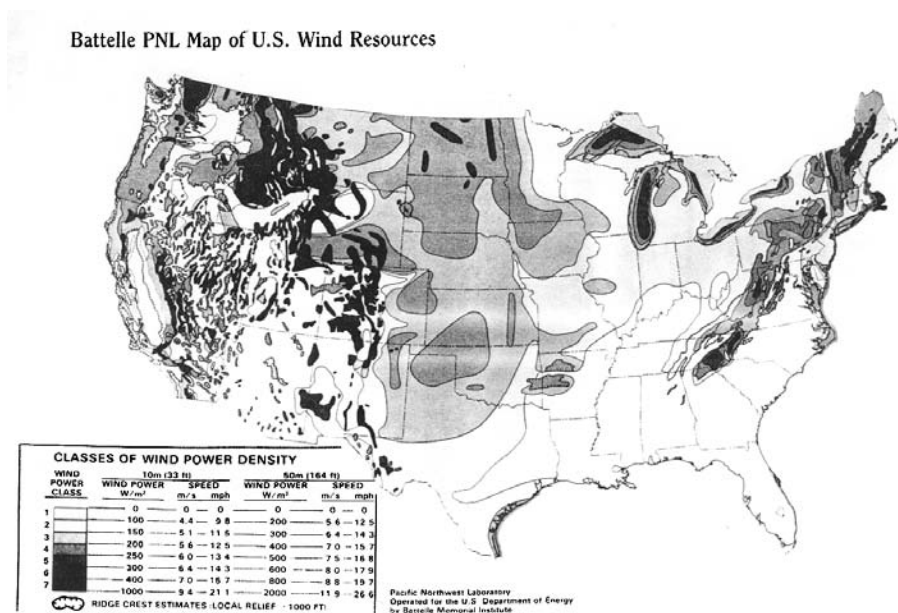 Battelle PNL Map of U.S. Wind Resources
CLASSES OF WIND POWER DENSITY
WIND POWER CLASS
10m (33 ft)
50m (164 ft)
WIND POWER W/m² SPEED m/s mph WIND POWER W/m² SPEED m/s mph
0 0 0 0 0 0
1
100 4.4 9.8 200 5.6 12.5
2
150 5.1 11.5 300 6.4 14.3
3
200 5.6 12.5 400 7.0 15.7
4
250 6.0 13.4 500 7.5 16.8
5
300 6.4 14.3 600 8.0 17.9
6
400 7.0 15.7 800 8.8 19.7
7
1000 9.4 21.1 2000 11.9 26.6
RIDGE CREST ESTIMATES (LOCAL RELIEF 1000 FT)
Pacific Northwest Laboratory
Operated for the U.S. Department of Energy
by Battelle Memorial Institute